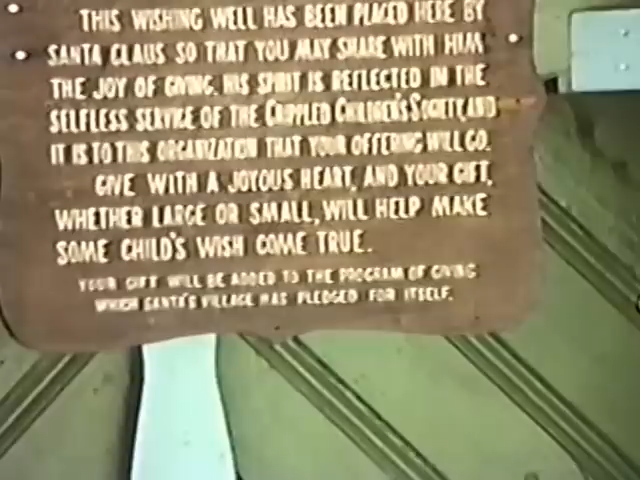 THIS WISHING WELL HAS BEEN PLACED HERE BY
SANTA CLAUS SO THAT YOU MAY SHARE WITH HIM
THE JOY OF GIVING. HIS SPIRIT IS REFLECTED IN THE
SELFLESS SERVICE OF THE CRIPPLED CHILDREN'S SOCIETY, AND
IT IS TO THIS ORGANIZATION THAT YOUR OFFERING WILL GO.
GIVE WITH A JOYOUS HEART, AND YOUR GIFT,
WHETHER LARGE OR SMALL, WILL HELP MAKE
SOME CHILD'S WISH COME TRUE.
YOUR GIFT WILL BE ADDED TO THE PROGRAM OF GIVING
WHICH SANTA'S VILLAGE HAS PLEDGED FOR ITSELF.